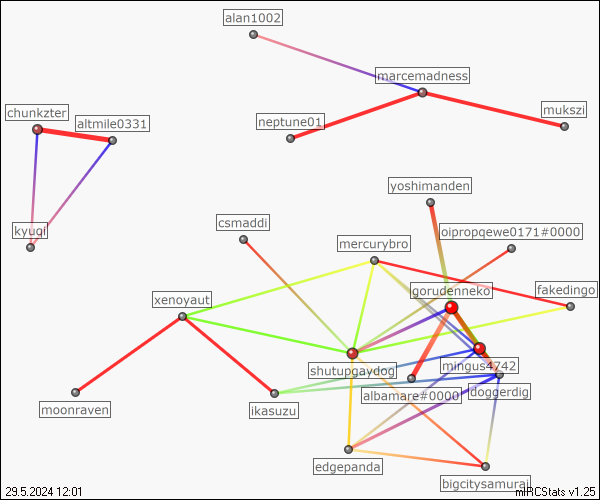 alan1002
marcemadness
chunkzter
altmile0331
neptune01
mukszi
yoshimanden
csmaddi
kyuqi
oipropqewe0171#0000
mercurybro
gorudenneko
fakedingo
xenoyaut
shutupgaydog
mingus4742
albamare#0000
doggerdig
moonraven
ikasuzu
edgepanda
bigcitysamurai
29.5.2024 12:01
mIRCStats v1.25